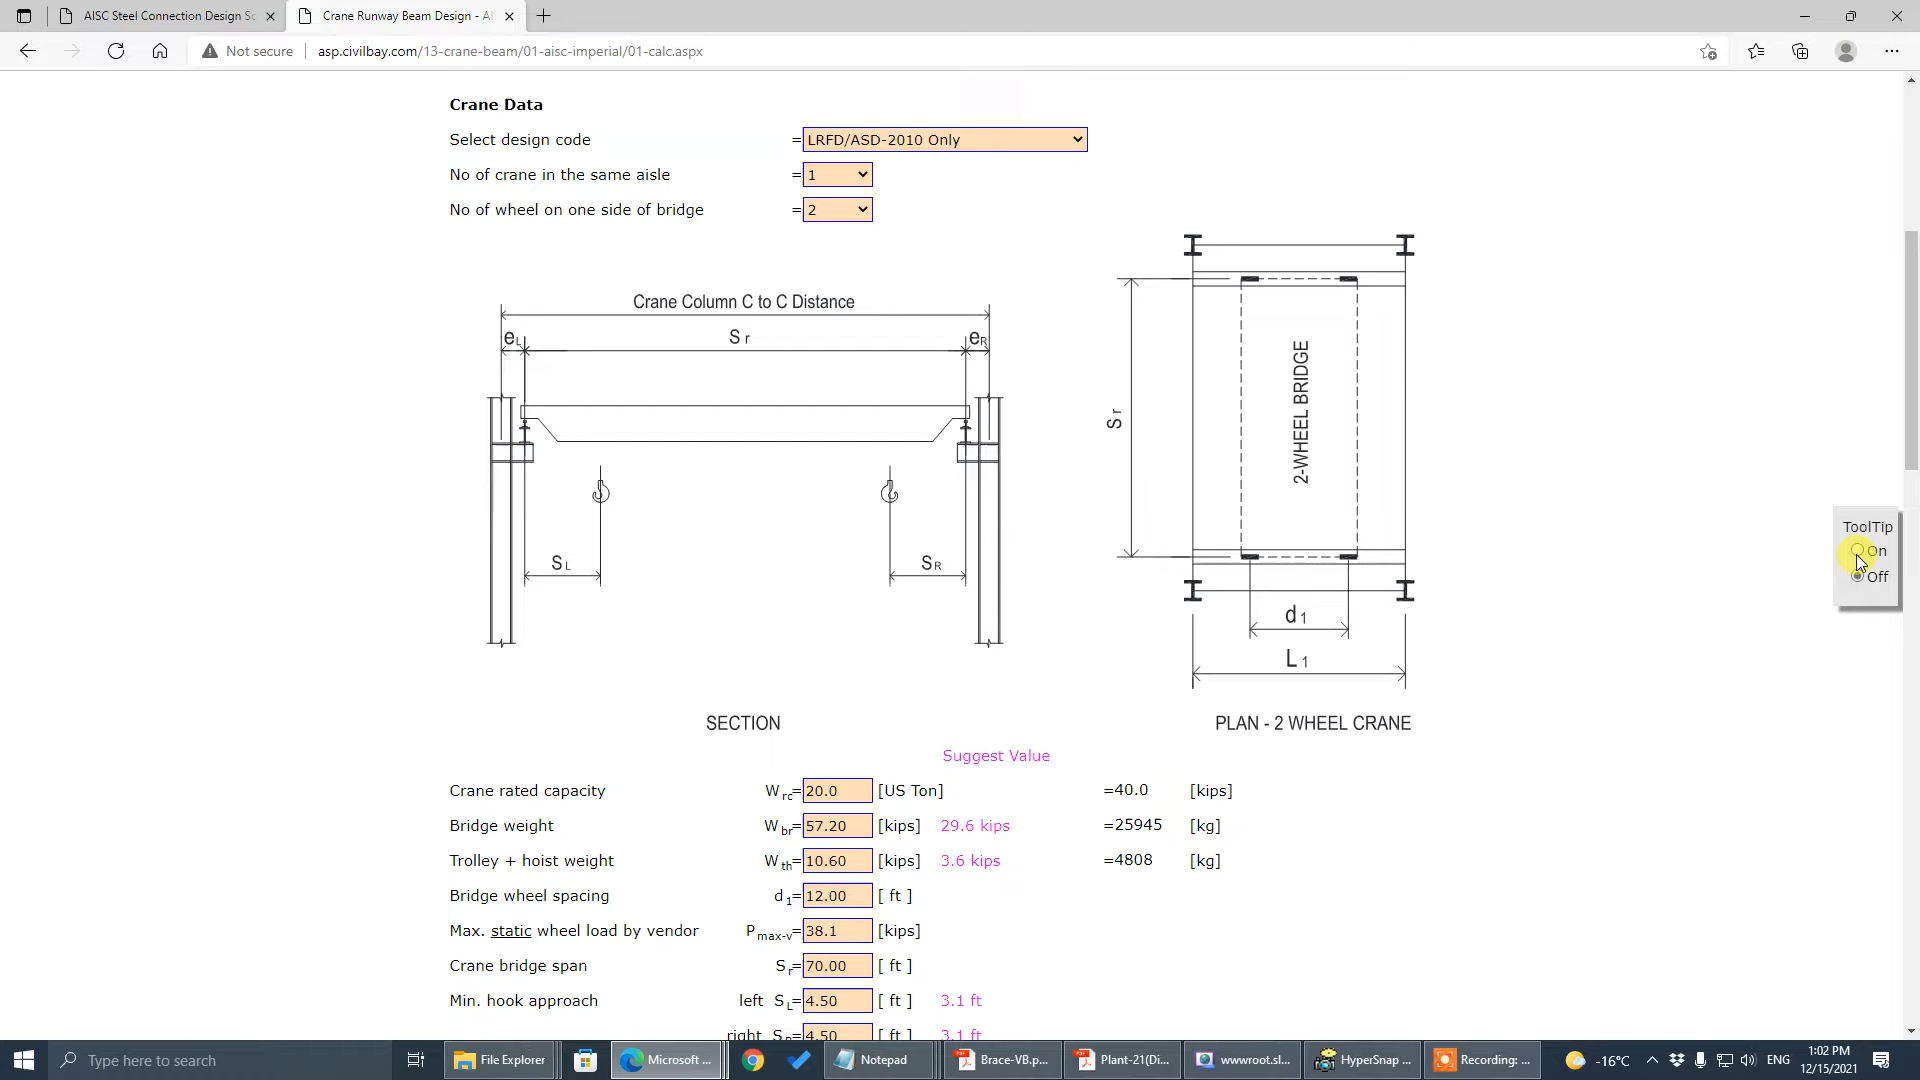 AISC Steel Connection Design So
Crane Runway Beam Design - AI
Not secure
asp.civilbay.com/13-crane-beam/01-aisc-imperial/01-calc.aspx
Crane Data
Select design code = LRFD/ASD-2010 Only
No of crane in the same aisle = 1
No of wheel on one side of bridge = 2
Crane Column C to C Distance
eL Sr eR
SL SR
Sr
2-WHEEL BRIDGE
d1
L1
ToolTip
On
Off
SECTION
PLAN - 2 WHEEL CRANE
Suggest Value
Crane rated capacity Wrc= 20.0 [US Ton] =40.0 [kips]
Bridge weight Wbr= 57.20 [kips] 29.6 kips =25945 [kg]
Trolley + hoist weight Wth= 10.60 [kips] 3.6 kips =4808 [kg]
Bridge wheel spacing d1= 12.00 [ ft ]
Max. static wheel load by vendor Pmax-v= 38.1 [kips]
Crane bridge span Sr= 70.00 [ ft ]
Min. hook approach left SL= 4.50 [ ft ] 3.1 ft
right SR= 4.50 [ ft ] 3.1 ft
Type here to search
File Explorer
Microsoft ...
Notepad
Brace-VB.p...
Plant-21(Di...
wwwroot.sl...
HyperSnap ...
Recording: ...
-16°C
ENG
1:02 PM
12/15/2021